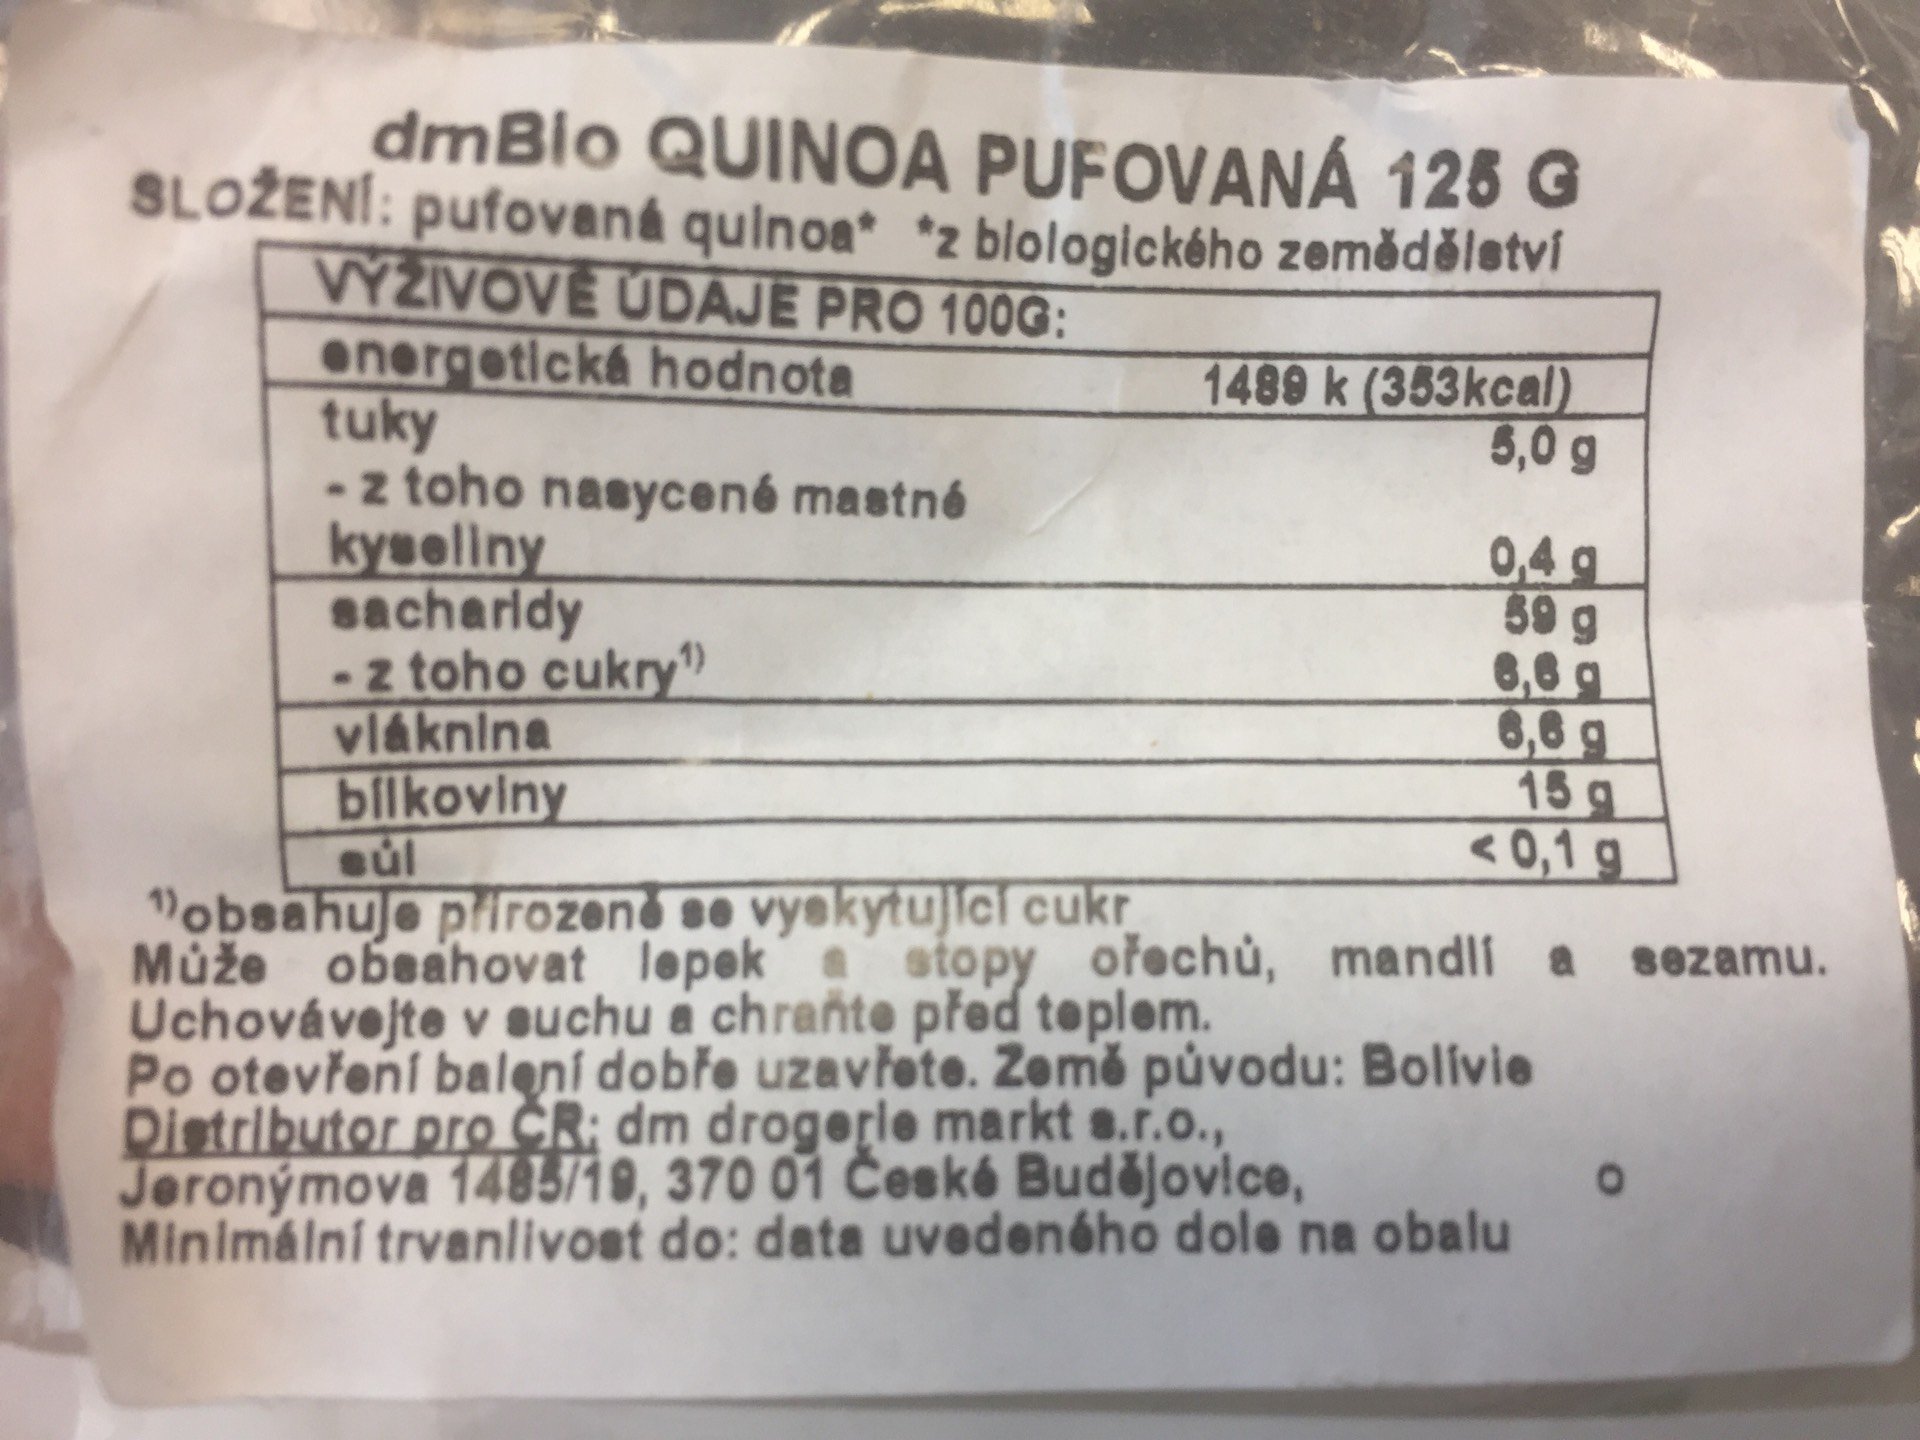 dmBio QUINOA PUFOVANÁ 125 G
SLOŽENÍ: pufovaná quinoa* *z biologického zemědělství
VÝŽIVOVÉ ÚDAJE PRO 100G:
energetická hodnota 1489 k (353kcal)
tuky 5,0 g
- z toho nasycené mastné
kyseliny 0,4 g
sacharidy 59 g
- z toho cukry¹⁾ 6,6 g
vláknina 6,6 g
bílkoviny 15 g
sůl < 0,1 g
¹⁾obsahuje přirozeně se vyskytující cukr
Může obsahovat lepek a stopy ořechů, mandlí a sezamu.
Uchovávejte v suchu a chraňte před teplem.
Po otevření balení dobře uzavřete. Země původu: Bolívie
Distributor pro ČR: dm drogerie markt s.r.o.,
Jeronýmova 1485/19, 370 01 České Budějovice,
Minimální trvanlivost do: data uvedeného dole na obalu